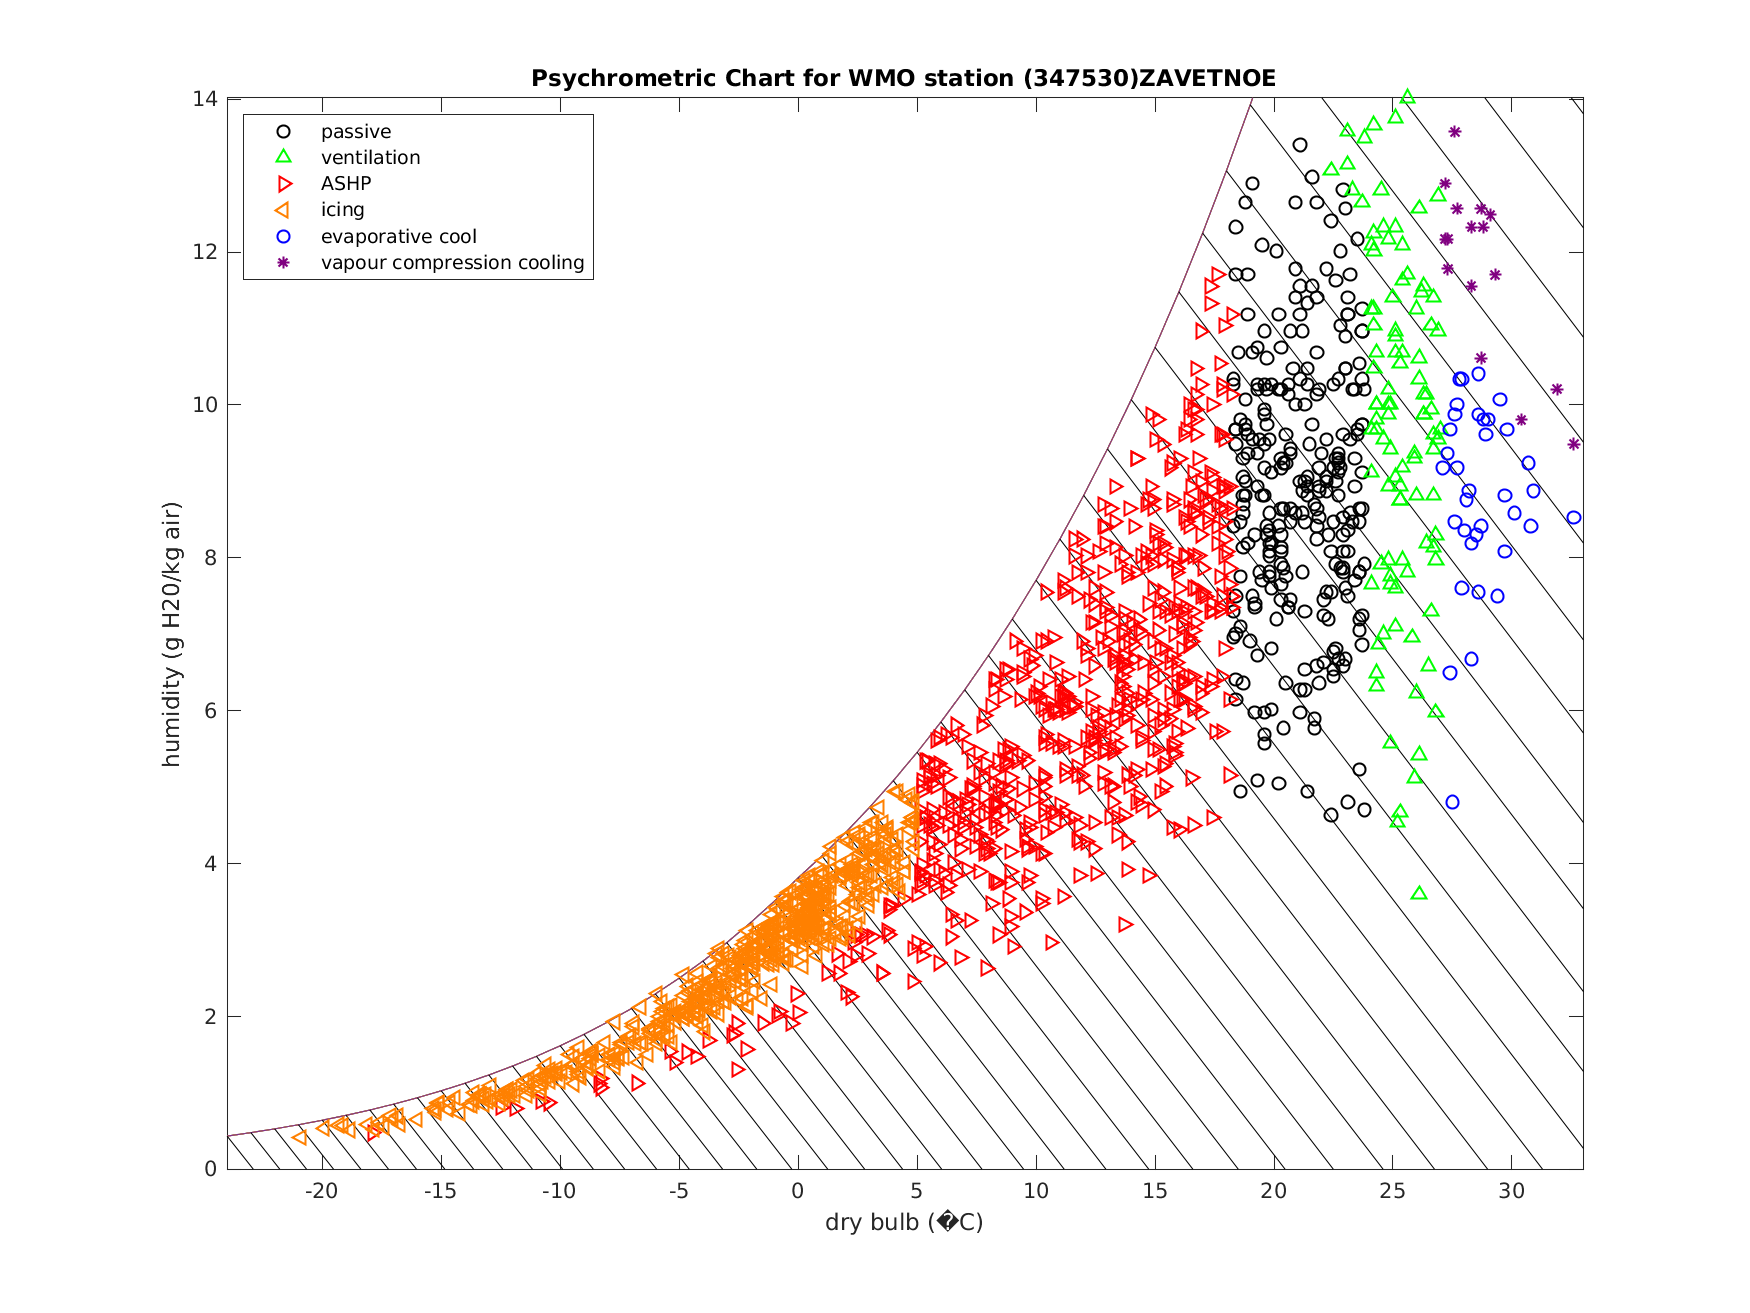 Psychrometric Chart for WMO station (347530)ZAVETNOE
14
12
10
8
6
4
2
0
humidity (g H20/kg air)
passive
ventilation
ASHP
icing
evaporative cool
vapour compression cooling
-20 -15 -10 -5 0 5 10 15 20 25 30
dry bulb (�C)